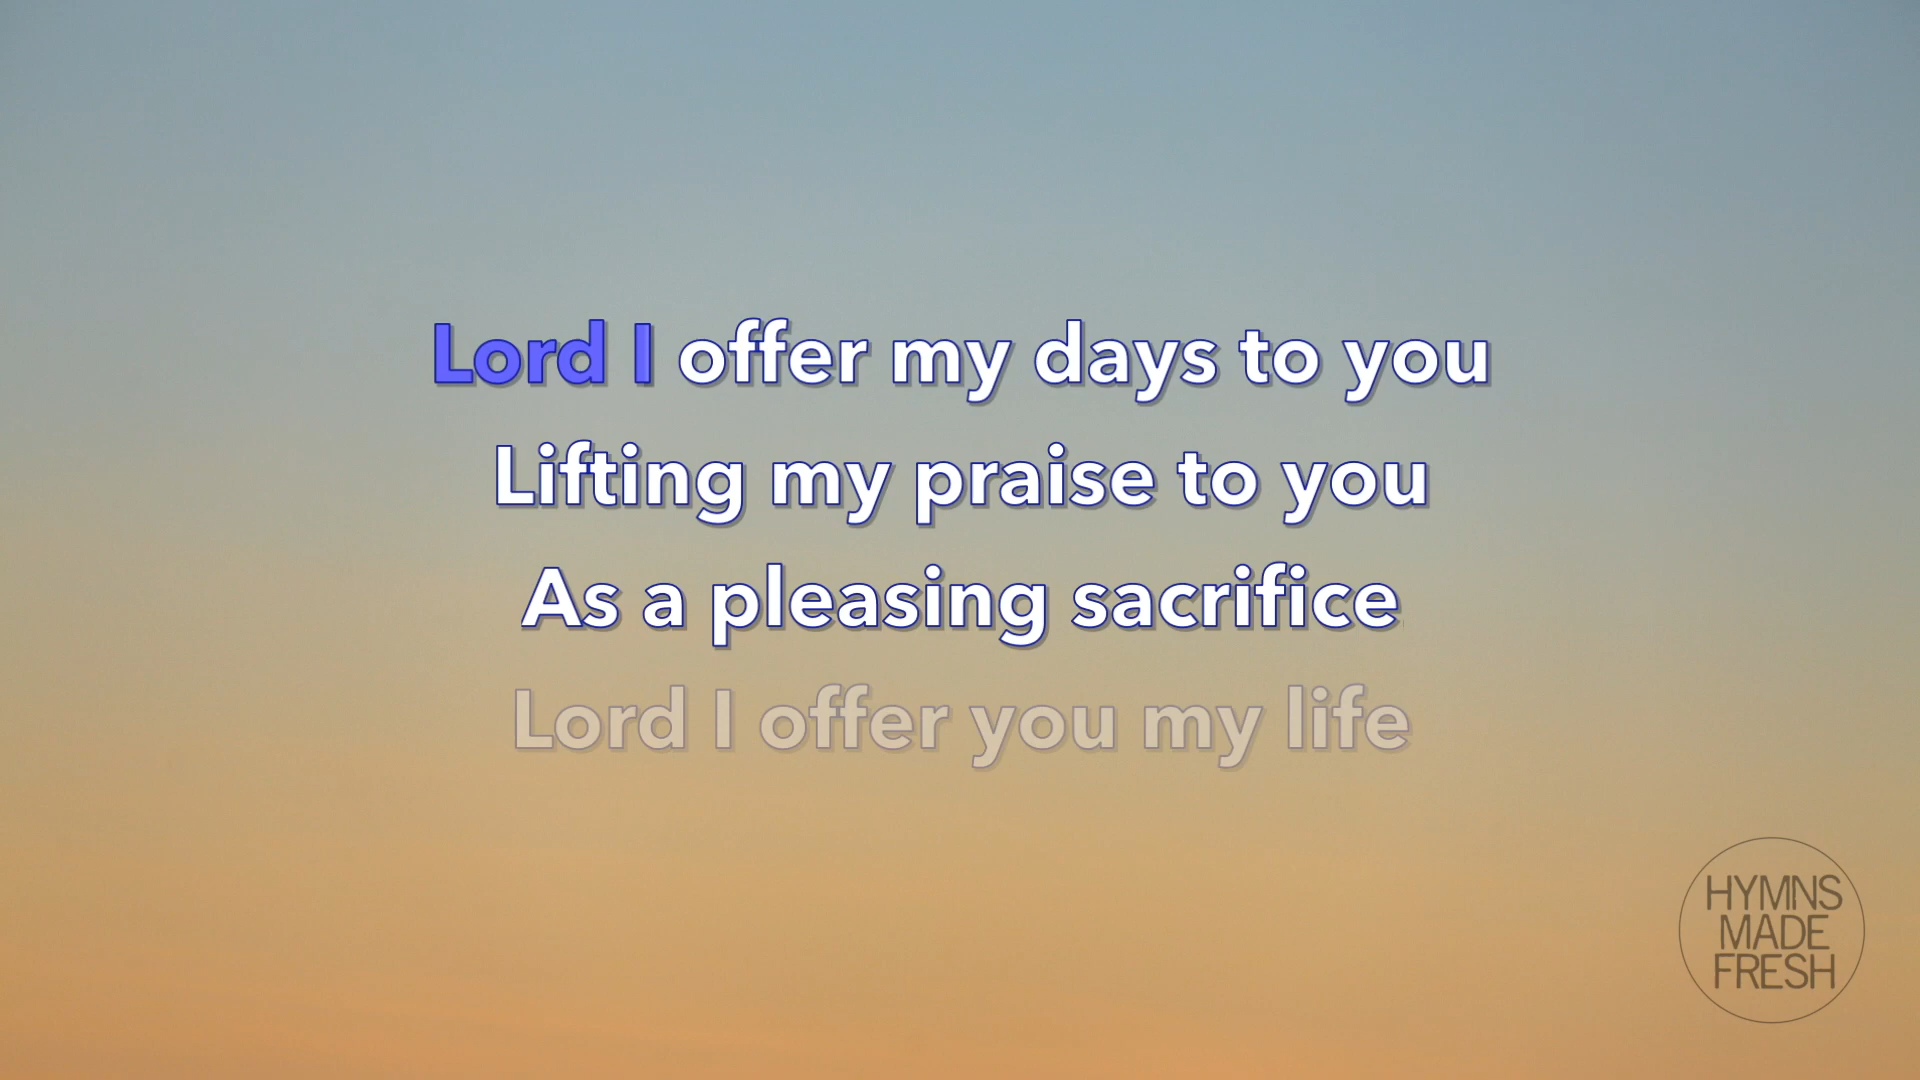 Lord I offer my days to you
Lifting my praise to you
As a pleasing sacrifice
Lord I offer you my life
HYMNS
MADE
FRESH